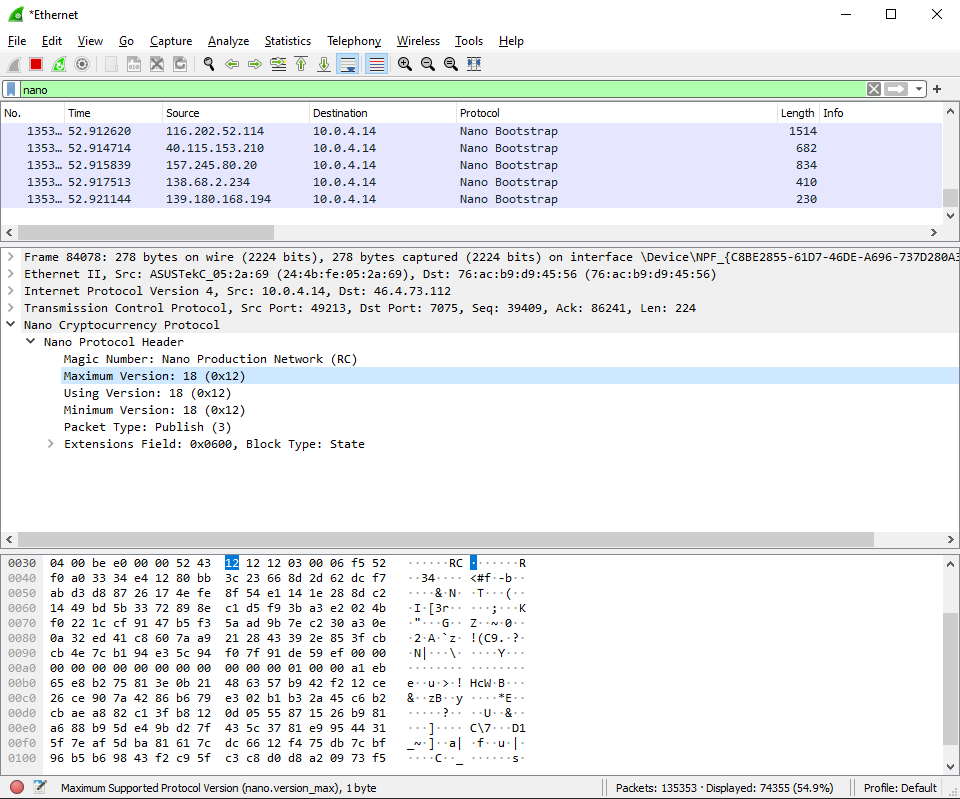 *Ethernet
File Edit View Go Capture Analyze Statistics Telephony Wireless Tools Help
nano
No. Time Source Destination Protocol Length Info
1353… 52.912620 116.202.52.114 10.0.4.14 Nano Bootstrap 1514
1353… 52.914714 40.115.153.210 10.0.4.14 Nano Bootstrap 682
1353… 52.915839 157.245.80.20 10.0.4.14 Nano Bootstrap 834
1353… 52.917513 138.68.2.234 10.0.4.14 Nano Bootstrap 410
1353… 52.921144 139.180.168.194 10.0.4.14 Nano Bootstrap 230
Frame 84078: 278 bytes on wire (2224 bits), 278 bytes captured (2224 bits) on interface \Device\NPF_{C8BE2855-61D7-46DE-A696-737D280A3
Ethernet II, Src: ASUSTekC_05:2a:69 (24:4b:fe:05:2a:69), Dst: 76:ac:b9:d9:45:56 (76:ac:b9:d9:45:56)
Internet Protocol Version 4, Src: 10.0.4.14, Dst: 46.4.73.112
Transmission Control Protocol, Src Port: 49213, Dst Port: 7075, Seq: 39409, Ack: 86241, Len: 224
Nano Cryptocurrency Protocol
Nano Protocol Header
Magic Number: Nano Production Network (RC)
Maximum Version: 18 (0x12)
Using Version: 18 (0x12)
Minimum Version: 18 (0x12)
Packet Type: Publish (3)
Extensions Field: 0x0600, Block Type: State
0030 04 00 be e0 00 00 52 43 12 12 12 03 00 06 f5 52 ······RC ·······R
0040 f0 a0 33 34 e4 12 80 bb 3c 23 66 8d 2d 62 dc f7 ··34···· <#f·-b··
0050 ab d3 d8 87 26 17 4e fe 8f 54 e1 14 1e 28 8d c2 ····&·N· ·T···(··
0060 14 49 bd 5b 33 72 89 8e c1 d5 f9 3b a3 e2 02 4b ·I·[3r·· ···;···K
0070 f0 22 1c cf 91 47 b5 f3 5a ad 9b 7e c2 30 a3 0e ·"···G·· Z··~·0··
0080 0a 32 ed 41 c8 60 7a a9 21 28 43 39 2e 85 3f cb ·2·A·`z· !(C9.·?·
0090 cb 4e 7c b1 94 e3 5c 94 f0 7f 91 de 59 ef 00 00 ·N|···\· ····Y···
00a0 00 00 00 00 00 00 00 00 00 00 00 01 00 00 a1 eb ········ ········
00b0 65 e8 b2 75 81 3e 0b 21 48 63 57 b9 42 f2 12 ce e··u·>·! HcW·B···
00c0 26 ce 90 7a 42 86 b6 79 e3 02 b1 b3 2a 45 c6 b2 &··zB··y ····*E··
00d0 cb ae a8 82 c1 3f b8 12 0d 05 55 87 15 26 b9 81 ·····?·· ··U··&··
00e0 a6 88 b9 5d e4 9b d2 7f 43 5c 37 81 e9 95 44 31 ···]···· C\7···D1
00f0 5f 7e af 5d ba 81 61 7c dc 66 12 f4 75 db 7c bf _~·]··a| ·f··u·|·
0100 96 b5 b6 98 43 f2 c9 5f c3 c8 d0 d8 a2 09 73 f5 ····C··_ ······s·
Maximum Supported Protocol Version (nano.version_max), 1 byte Packets: 135353 · Displayed: 74355 (54.9%) Profile: Default